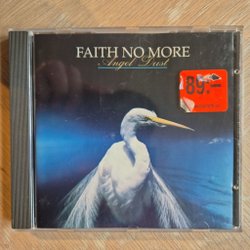 FAITH NO MORE
Angel Dust
89.-